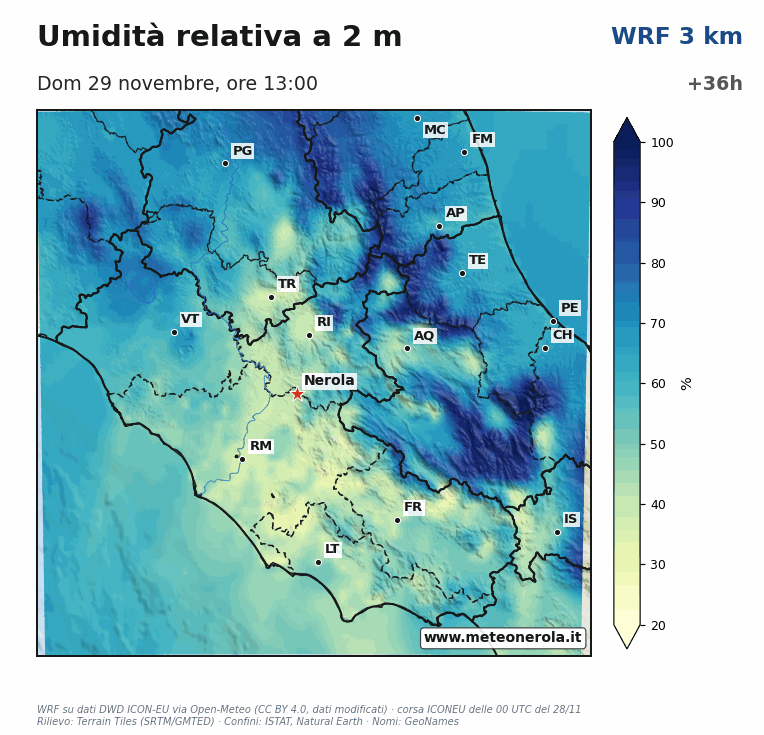 Umidità relativa a 2 m
WRF 3 km
Dom 29 novembre, ore 13:00
+36h
MC
FM
PG
AP
TE
TR
PE
VT
RI
CH
AQ
Nerola
RM
FR
IS
LT
www.meteonerola.it
100
90
80
70
60
50
40
30
20
%
WRF su dati DWD ICON-EU via Open-Meteo (CC BY 4.0, dati modificati) · corsa ICONEU delle 00 UTC del 28/11
Rilievo: Terrain Tiles (SRTM/GMTED) · Confini: ISTAT, Natural Earth · Nomi: GeoNames